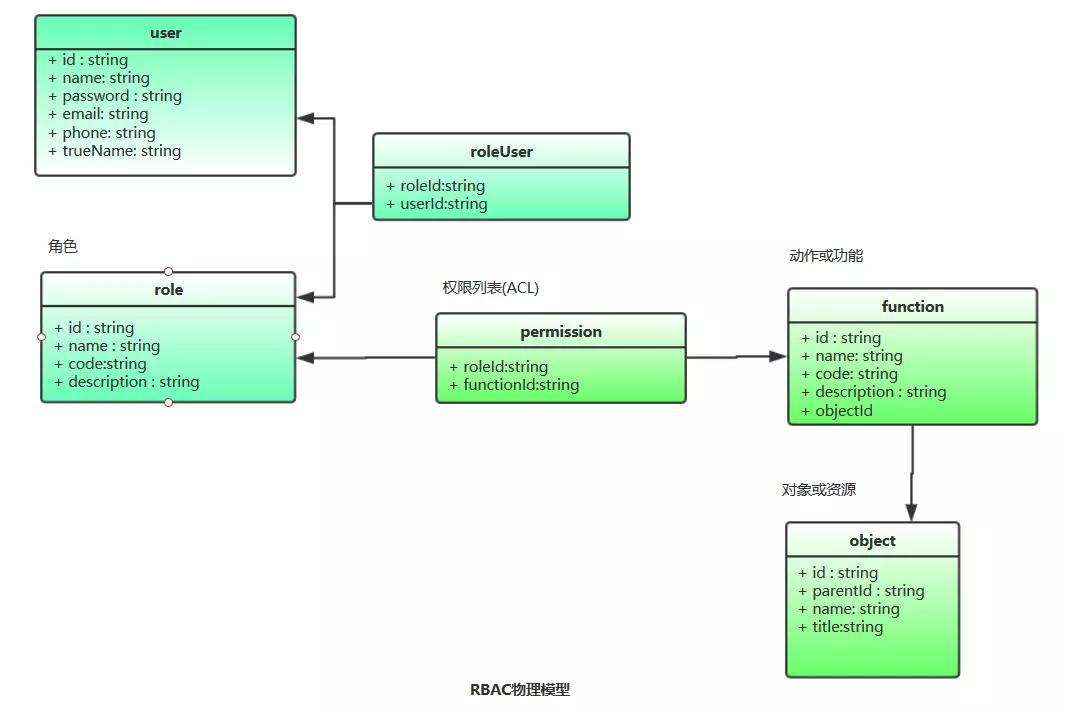 user
+ id : string
+ name: string
+ password : string
+ email: string
+ phone: string
+ trueName: string
roleUser
+ roleId:string
+ userId:string
角色
role
+ id : string
+ name : string
+ code:string
+ description : string
权限列表(ACL)
permission
+ roleId:string
+ functionId:string
动作或功能
function
+ id : string
+ name: string
+ code: string
+ description : string
+ objectId
对象或资源
object
+ id : string
+ parentId : string
+ name: string
+ title:string
RBAC物理模型